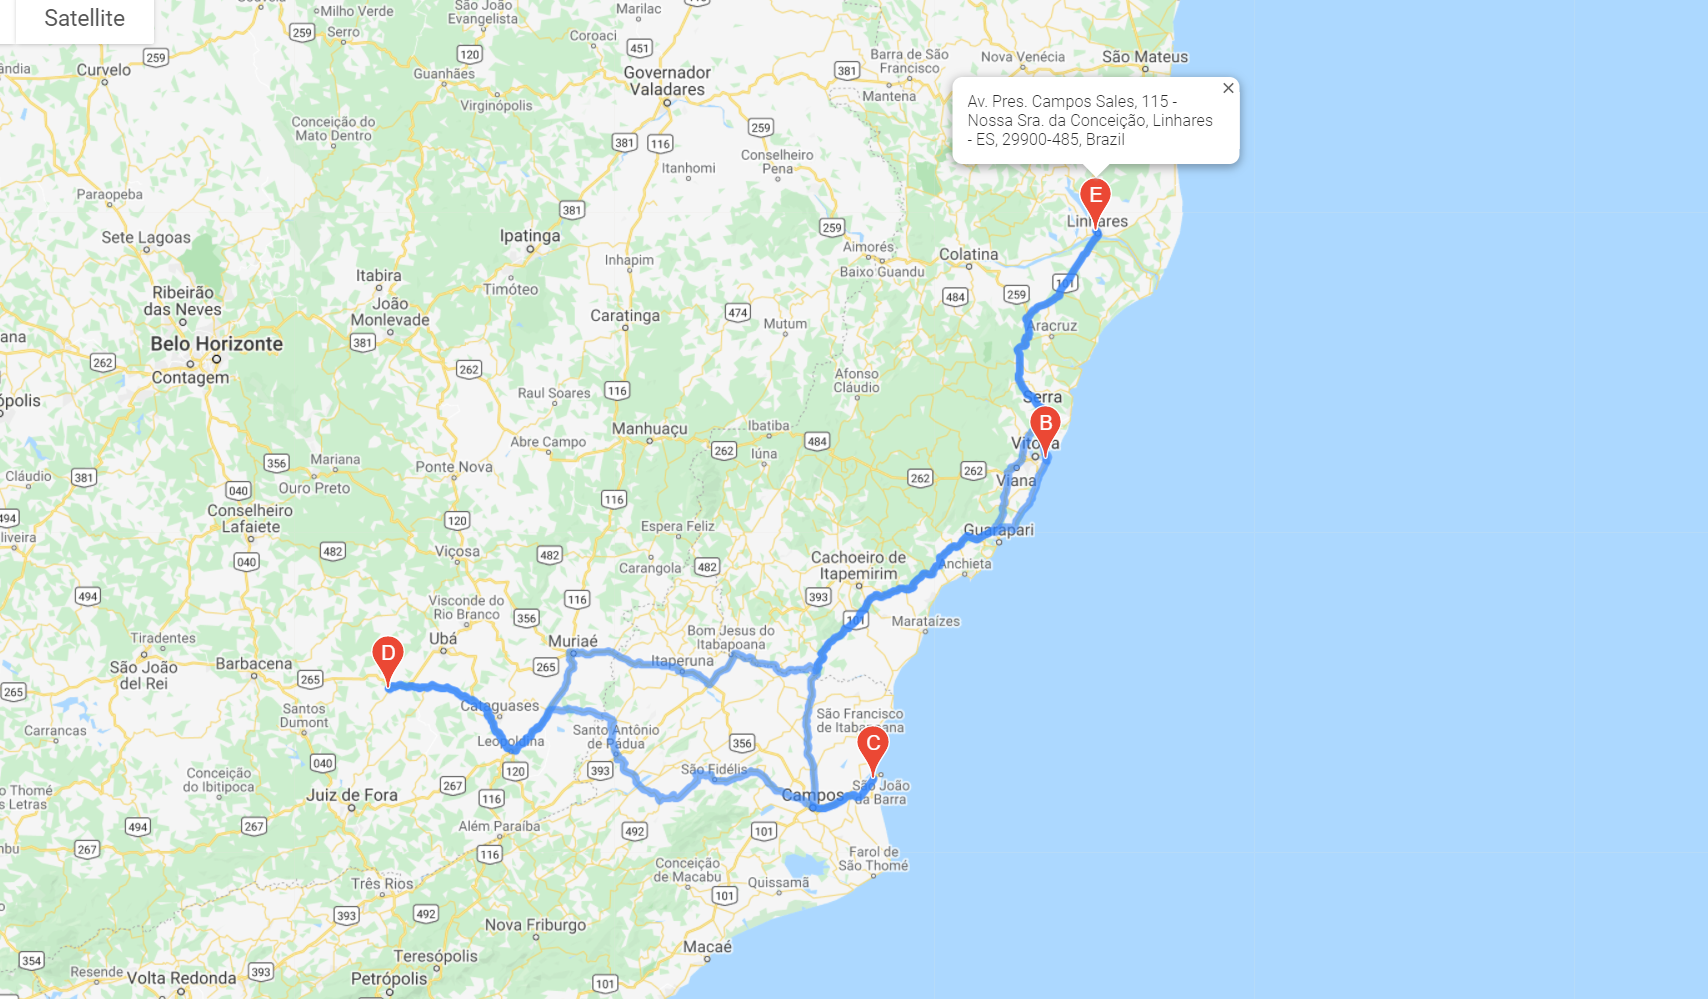 Satellite
Milho Verde
Serro
São João
Evangelista
Marilac
Coroaci
Curvelo
Guanhães
Virginópolis
Governador
Valadares
Barra de São
Francisco
Mantena
Nova Venécia
São Mateus
Av. Pres. Campos Sales, 115 -
Nossa Sra. da Conceição, Linhares
- ES, 29900-485, Brazil
Conceição do
Mato Dentro
Paraopeba
Itanhomi
Conselheiro
Pena
E
Linhares
Sete Lagoas
Ipatinga
Inhapim
Aimorés
Baixo Guandu
Colatina
Itabira
Timóteo
Ribeirão
das Neves
João
Monlevade
Caratinga
Mutum
Aracruz
Belo Horizonte
Contagem
Raul Soares
Afonso
Cláudio
Serra
B
Vitória
Manhuaçu
Ibatiba
Iúna
Abre Campo
Viana
Cláudio
Mariana
Ouro Preto
Ponte Nova
Conselheiro
Lafaiete
Espera Feliz
Guarapari
Viçosa
Carangola
Cachoeiro de
Itapemirim
Anchieta
Visconde do
Rio Branco
Marataízes
Tiradentes
São João
del Rei
Barbacena
Ubá
Muriaé
Bom Jesus do
Itabapoana
Itaperuna
D
Santos
Dumont
Cataguases
Carrancas
Leopoldina
Santo Antônio
de Pádua
São Francisco
de Itabapoana
C
São Fidélis
Campos
São João
da Barra
Conceição
do Ibitipoca
Juiz de Fora
Além Paraíba
Farol de
São Thomé
Conceição
de Macabu
Quissamã
Três Rios
Nova Friburgo
Macaé
Teresópolis
Petrópolis
Resende
Volta Redonda
259
259
120
451
381
381
116
259
381
259
101
259
484
474
381
262
262
116
484
262
262
262
356
381
040
116
494
120
482
482
040
494
116
393
482
356
101
265
265
265
356
040
120
393
267
116
494
267
492
101
267
116
101
393
492
354
393
101